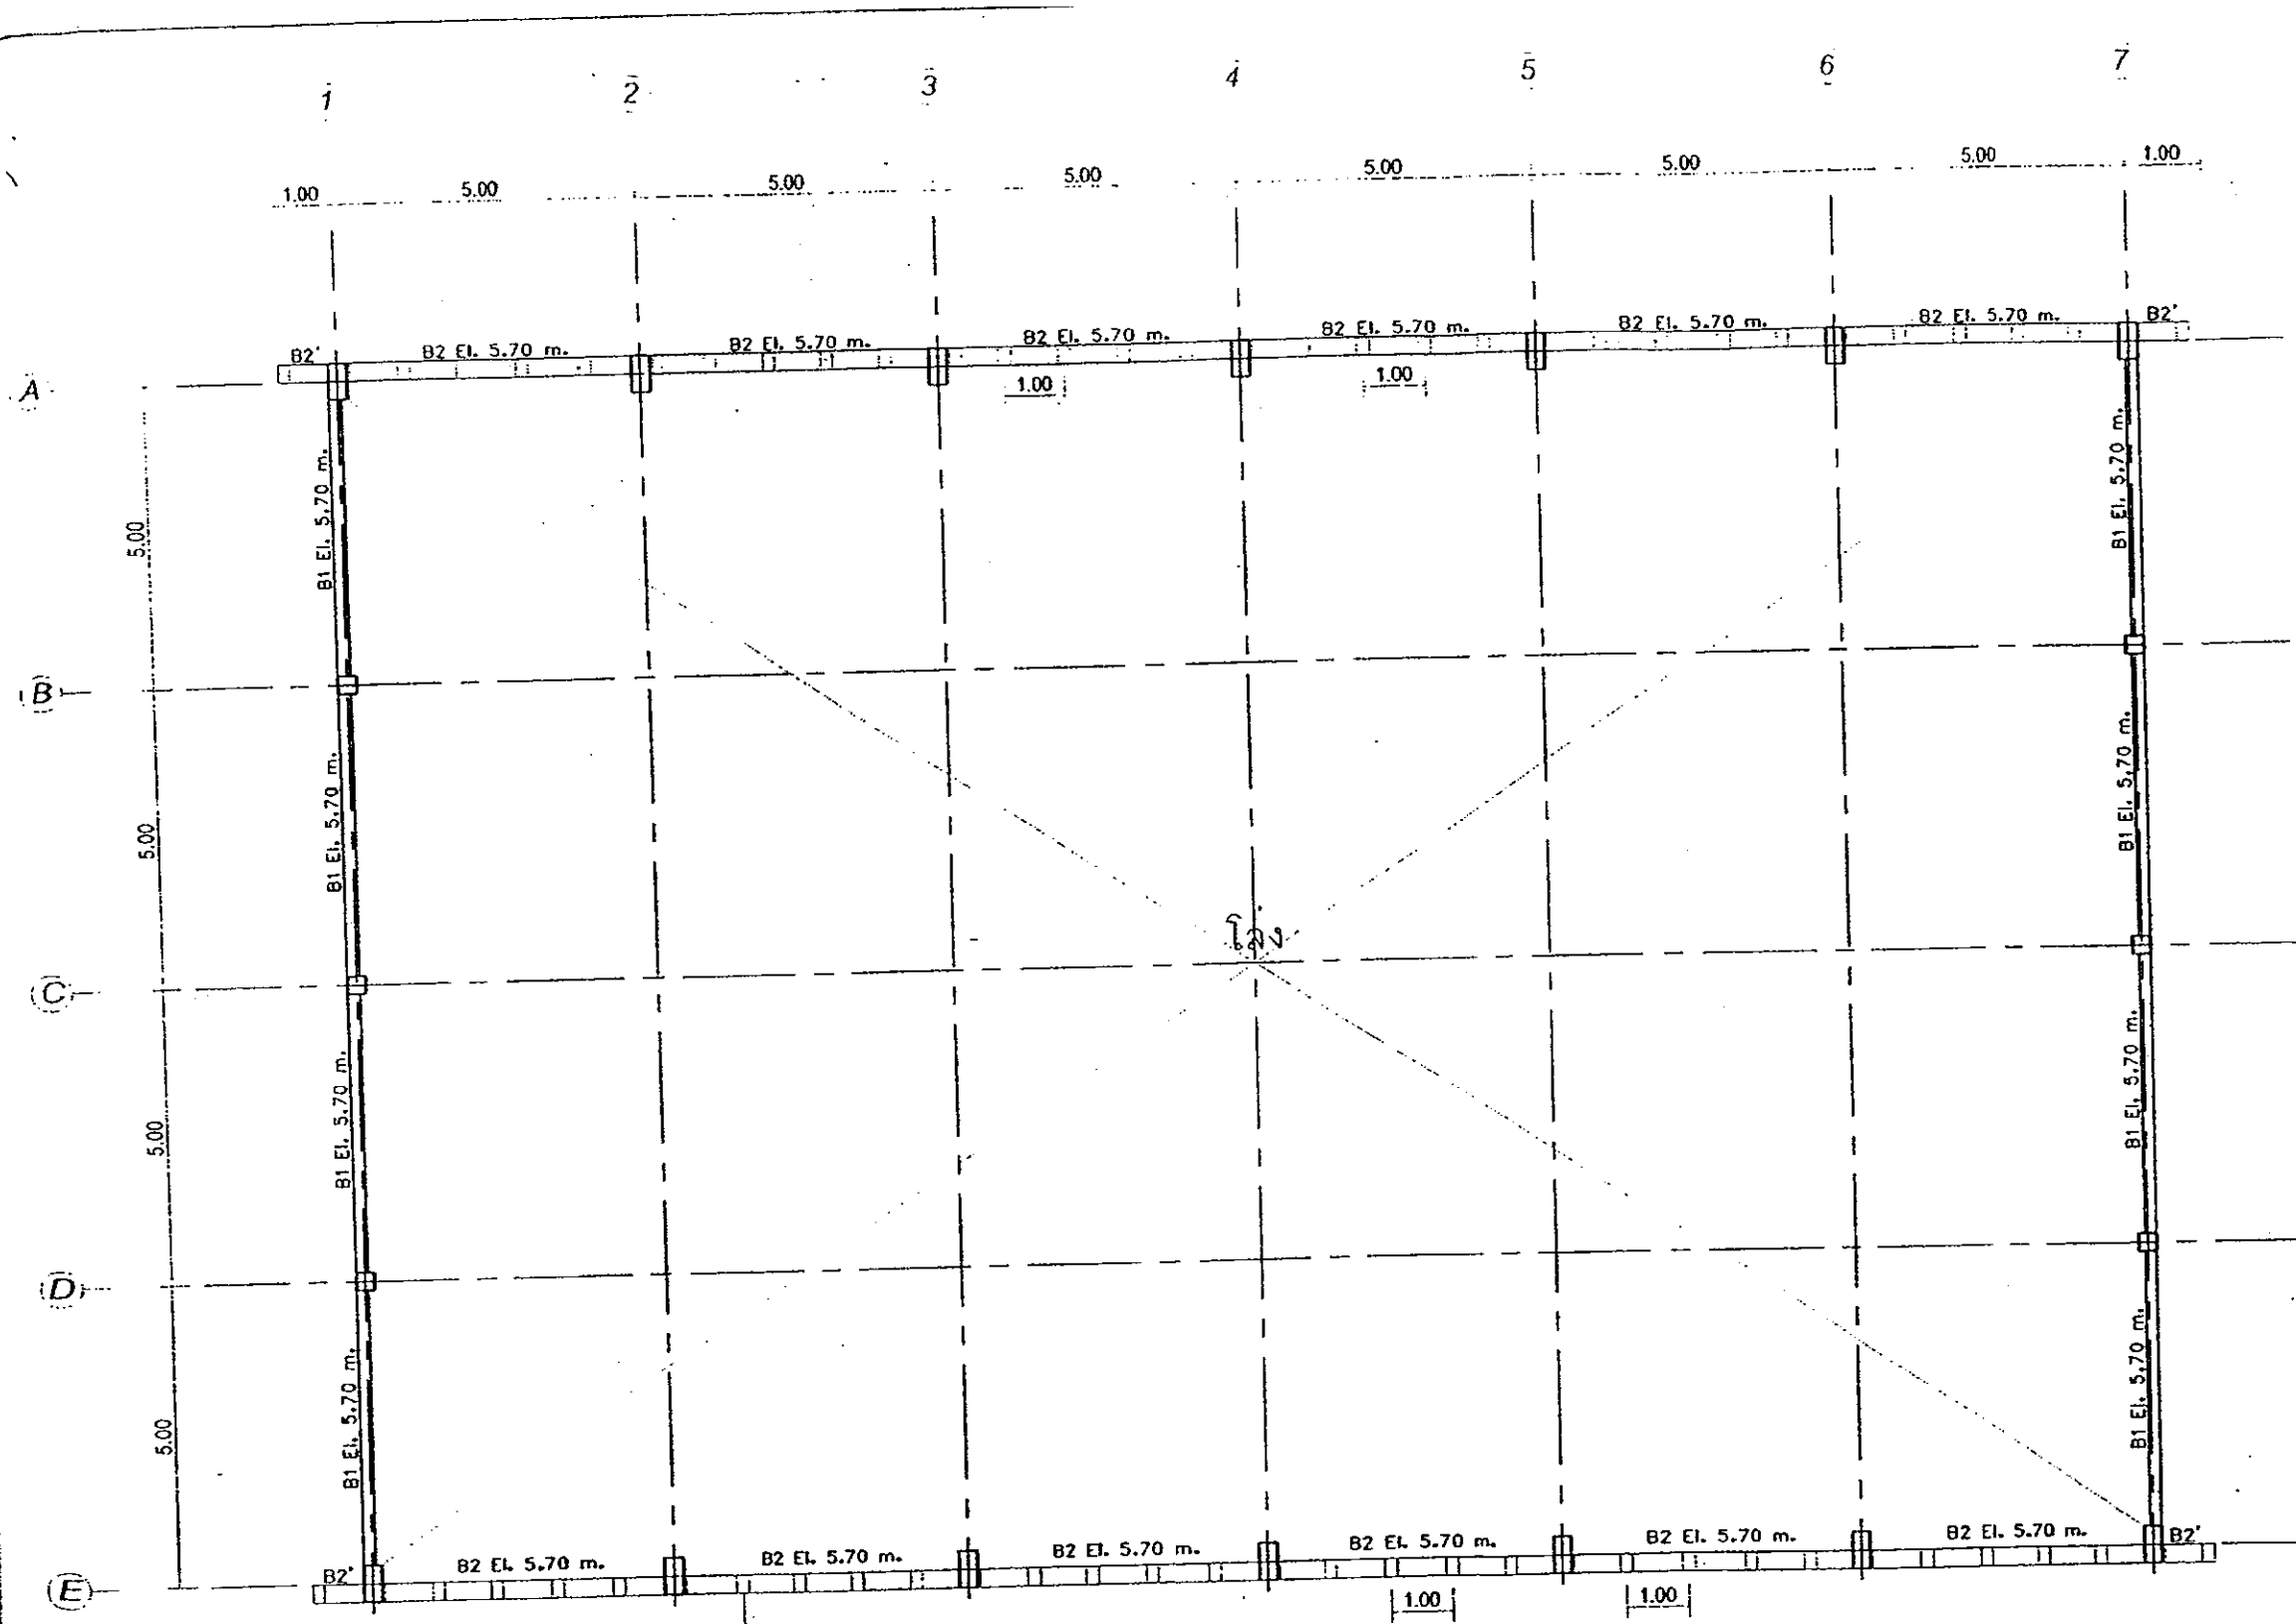 1 2 3 4 5 6 7
1.00 5.00 5.00 5.00 5.00 5.00 5.00 1.00
B2' B2 El. 5.70 m. B2 El. 5.70 m. B2 El. 5.70 m. B2 El. 5.70 m. B2 El. 5.70 m. B2 El. 5.70 m. B2'
A
1.00 1.00
5.00 B1 El. 5.70 m. B1 El. 5.70 m.
B
5.00 B1 El. 5.70 m. B1 El. 5.70 m.
โล่ง
C
5.00 B1 El. 5.70 m. B1 El. 5.70 m.
D
5.00 B1 El. 5.70 m. B1 El. 5.70 m.
B2' B2 El. 5.70 m. B2 El. 5.70 m. B2 El. 5.70 m. B2 El. 5.70 m. B2 El. 5.70 m. B2 El. 5.70 m. B2'
E
1.00 1.00